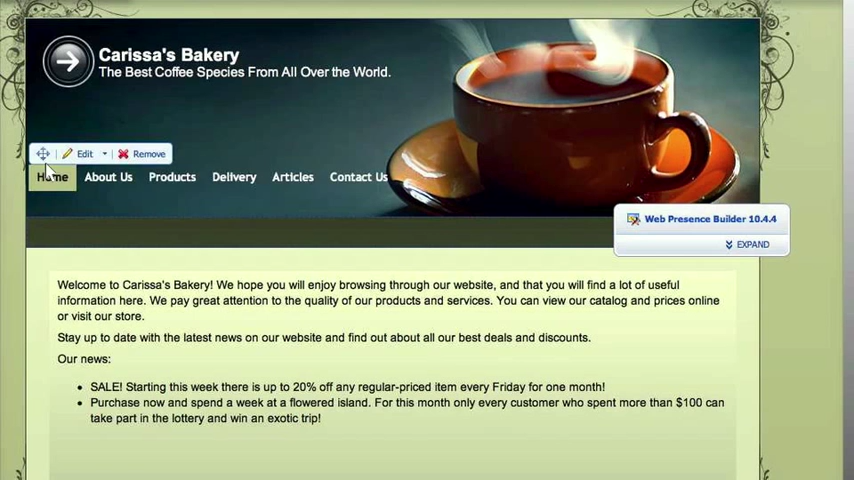 Carissa's Bakery
The Best Coffee Species From All Over the World.
Edit Remove
Home About Us Products Delivery Articles Contact Us
Web Presence Builder 10.4.4
EXPAND
Welcome to Carissa's Bakery! We hope you will enjoy browsing through our website, and that you will find a lot of useful
information here. We pay great attention to the quality of our products and services. You can view our catalog and prices online
or visit our store.
Stay up to date with the latest news on our website and find out about all our best deals and discounts.
Our news:
• SALE! Starting this week there is up to 20% off any regular-priced item every Friday for one month!
• Purchase now and spend a week at a flowered island. For this month only every customer who spent more than $100 can
take part in the lottery and win an exotic trip!